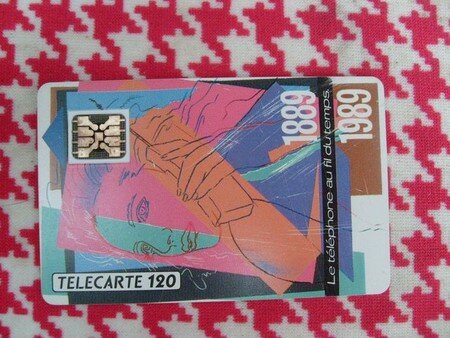 1889
1989
Le téléphone au fil du temps.
TELECARTE 120